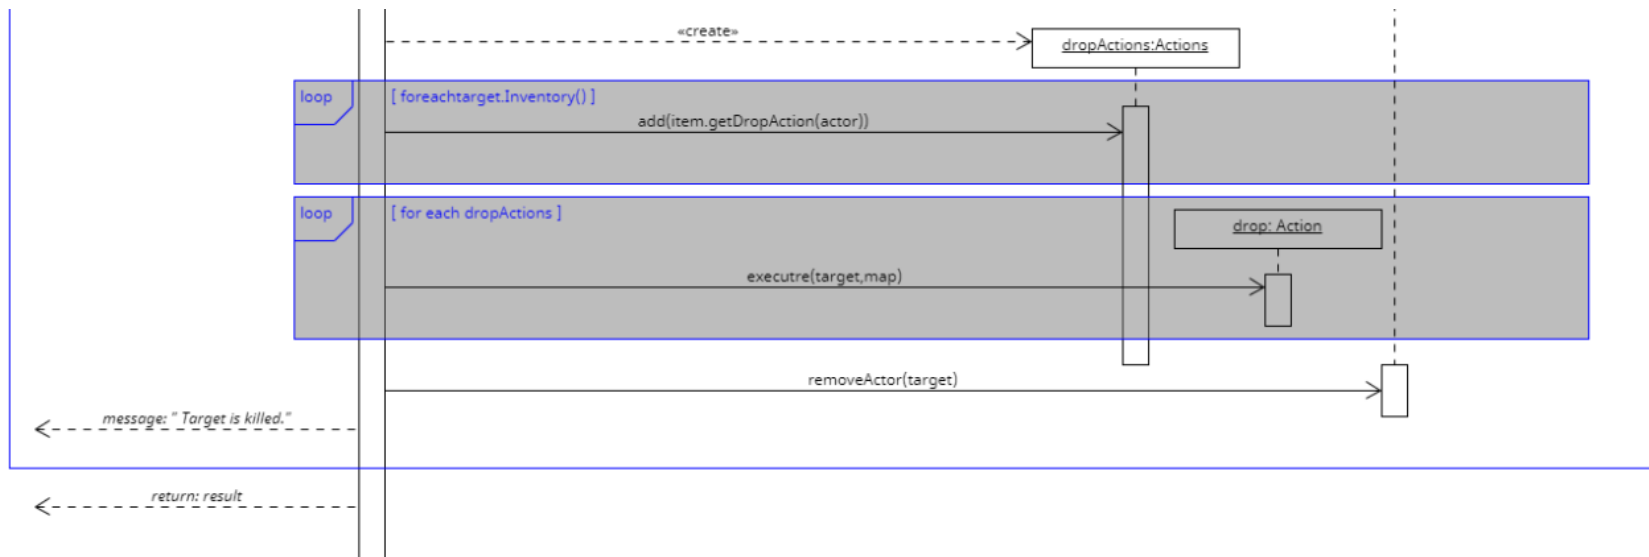 «create»
dropActions:Actions
loop
[ foreachtarget.Inventory() ]
add(item.getDropAction(actor))
loop
[ for each dropActions ]
drop: Action
executre(target,map)
removeActor(target)
message: " Target is killed."
return: result